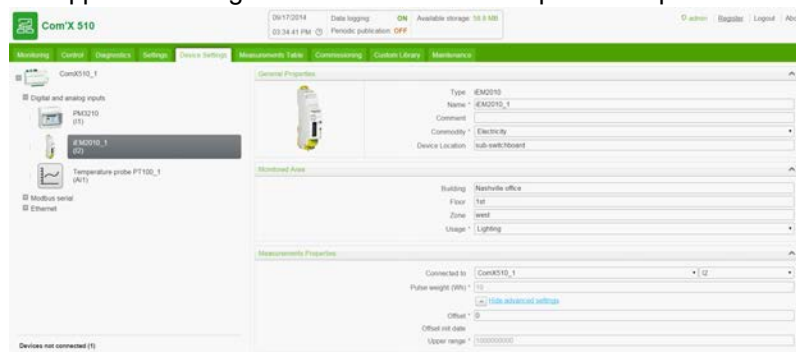 Com'X 510
09/17/2014 Data logging: ON Available storage: 59.8 MB
03:34:41 PM Periodic publication: OFF
admin Register Logout
Monitoring Control Diagnostics Settings Device Settings Measurements Table Commissioning Custom Library Maintenance
ComX510_1
Digital and analog inputs
PM3210
(I1)
iEM2010_1
(I2)
Temperature probe PT100_1
(AI1)
Modbus serial
Ethernet
Devices not connected (1)
General Properties
Type iEM2010
Name * iEM2010_1
Comment
Commodity * Electricity
Device Location sub-switchboard
Monitored Area
Building Nashville office
Floor 1st
Zone west
Usage * Lighting
Measurements Properties
Connected to ComX510_1 I2
Pulse weight (Wh) * 10
Hide advanced settings
Offset * 0
Offset init date
Upper range * 1000000000